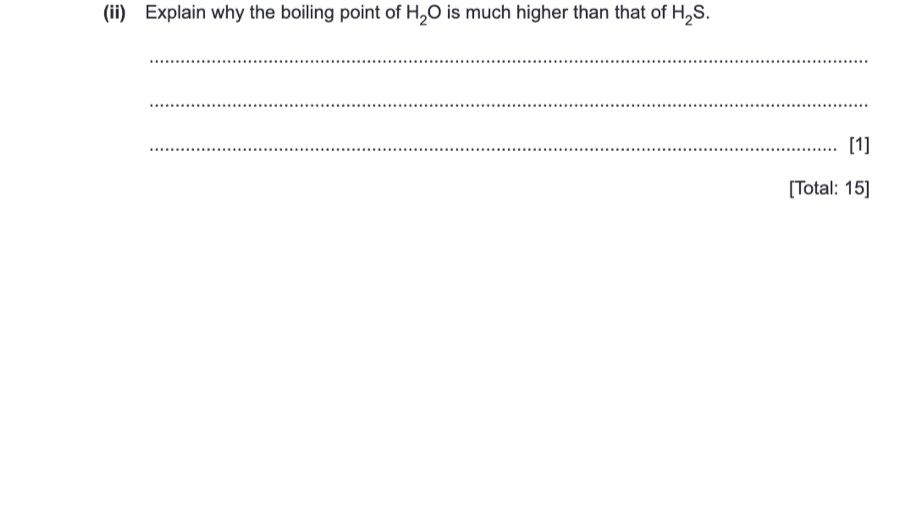 (ii) Explain why the boiling point of H₂O is much higher than that of H₂S.
................................................................................................................................
................................................................................................................................
.......................................................................................................................... [1]
[Total: 15]